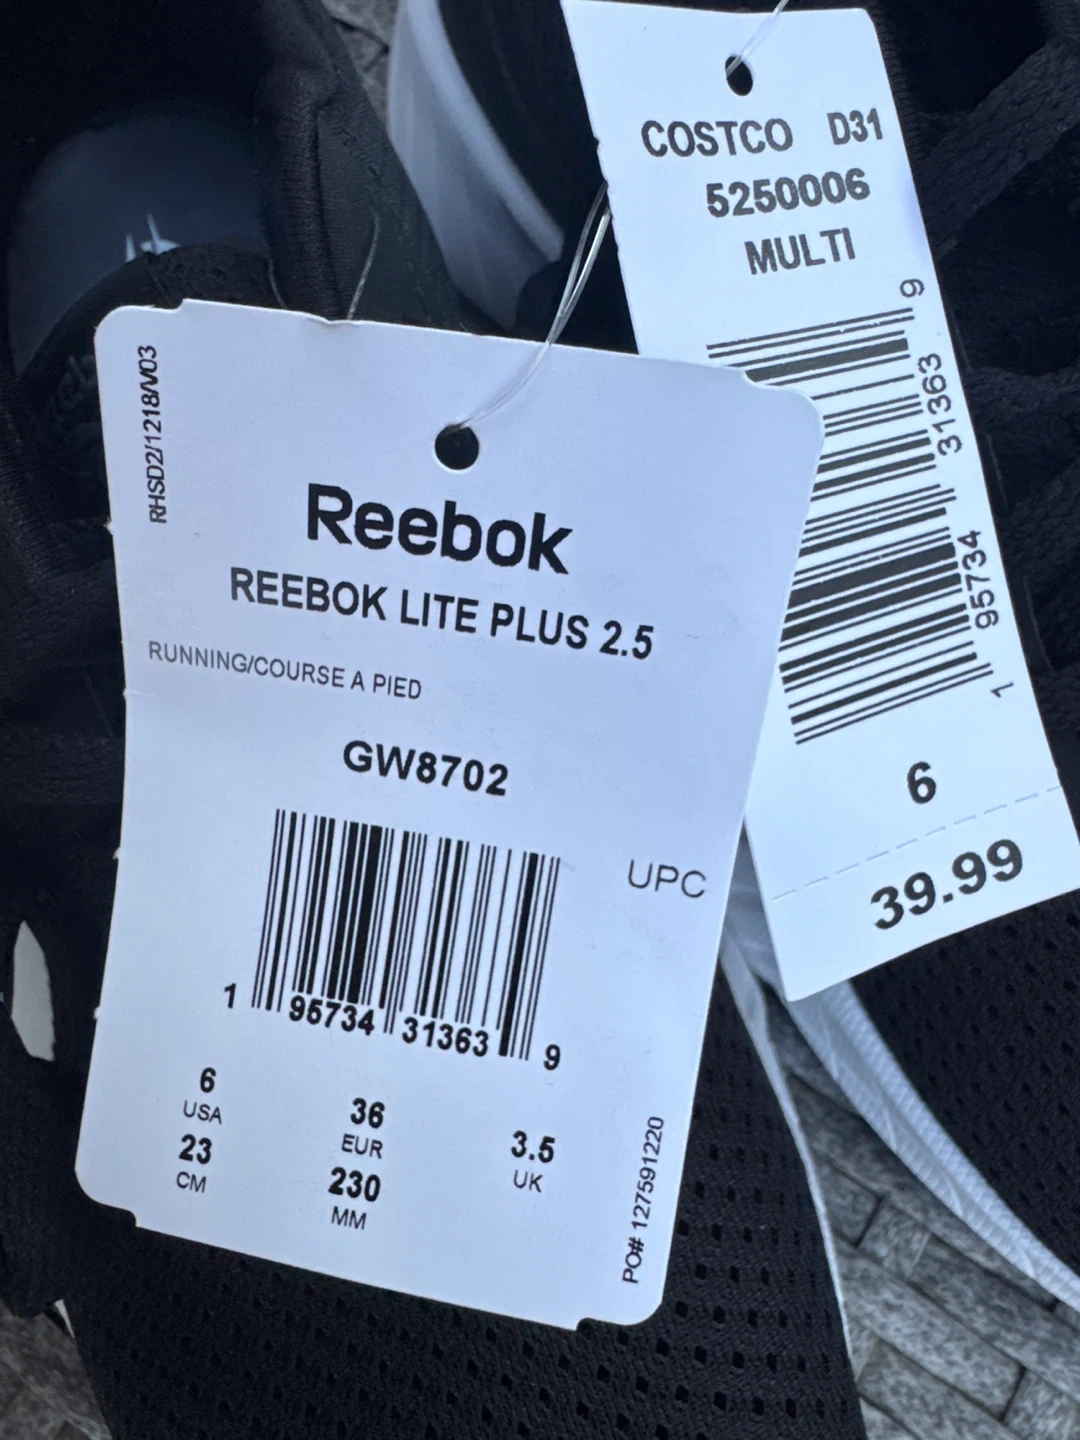 COSTCO D31
5250006
MULTI
1 95734 31363 9
6
39.99
RHSD2/1218/V03
Reebok
REEBOK LITE PLUS 2.5
RUNNING/COURSE A PIED
GW8702
UPC
1 95734 31363 9
6
USA
23
CM
36
EUR
230
MM
3.5
UK
PO# 127591220